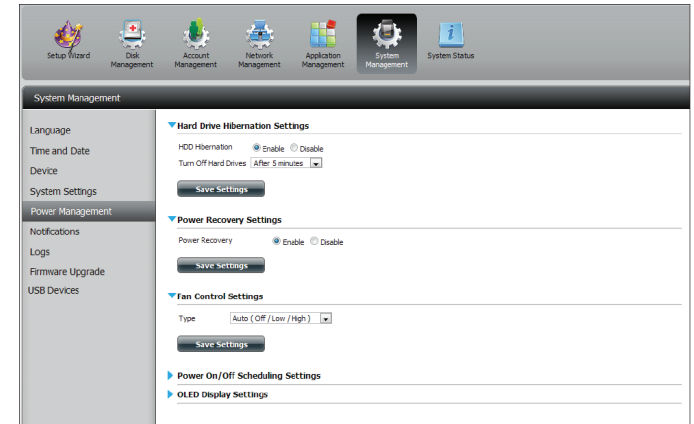 Setup Wizard
Disk Management
Account Management
Network Management
Application Management
System Management
System Status
System Management
Language
Time and Date
Device
System Settings
Power Management
Notifications
Logs
Firmware Upgrade
USB Devices
Hard Drive Hibernation Settings
HDD Hibernation Enable Disable
Turn Off Hard Drives After 5 minutes
Save Settings
Power Recovery Settings
Power Recovery Enable Disable
Save Settings
Fan Control Settings
Type Auto ( Off / Low / High )
Save Settings
Power On/Off Scheduling Settings
OLED Display Settings